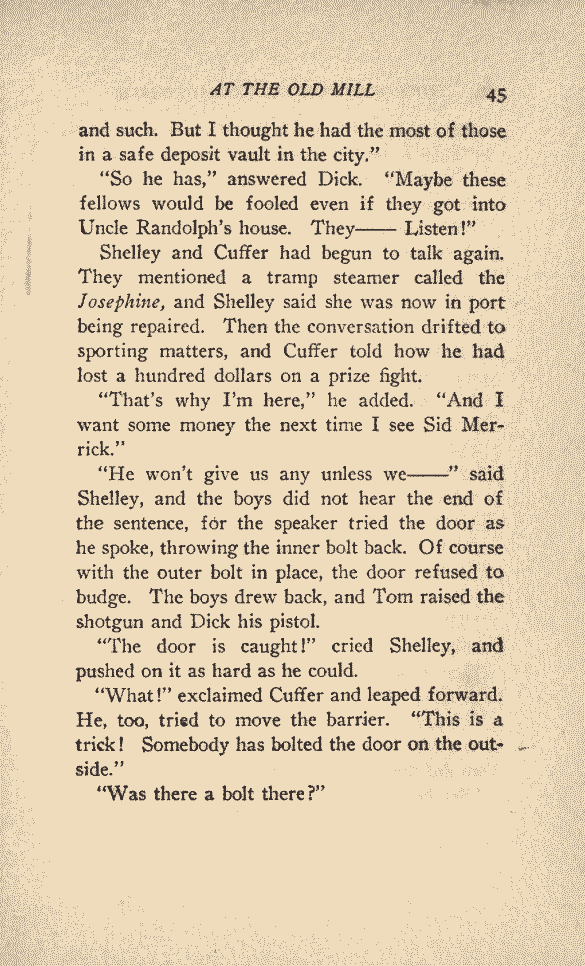 AT THE OLD MILL 45
and such. But I thought he had the most of those
in a safe deposit vault in the city.”
“So he has,” answered Dick. “Maybe these
fellows would be fooled even if they got into
Uncle Randolph’s house. They—— Listen!”
Shelley and Cuffer had begun to talk again.
They mentioned a tramp steamer called the
Josephine, and Shelley said she was now in port
being repaired. Then the conversation drifted to
sporting matters, and Cuffer told how he had
lost a hundred dollars on a prize fight.
“That’s why I’m here,” he added. “And I
want some money the next time I see Sid Mer-
rick.”
“He won’t give us any unless we——” said
Shelley, and the boys did not hear the end of
the sentence, for the speaker tried the door as
he spoke, throwing the inner bolt back. Of course
with the outer bolt in place, the door refused to
budge. The boys drew back, and Tom raised the
shotgun and Dick his pistol.
“The door is caught!” cried Shelley, and
pushed on it as hard as he could.
“What!” exclaimed Cuffer and leaped forward.
He, too, tried to move the barrier. “This is a
trick! Somebody has bolted the door on the out-
side.”
“Was there a bolt there?”